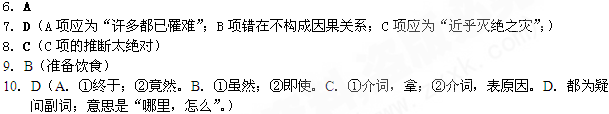 6. A
7. D（A 项应为“许多都已罹难”；B 项错在不构成因果关系；C 项应为“近乎灭绝之灾”；）
8. C（C 项的推断太绝对）
9. B（准备饮食）
10. D（A. ①终于；②竟然。B. ①虽然；②即使。C. ①介词，拿；②介词，表原因。D. 都为疑
问副词；意思是“哪里，怎么”。）